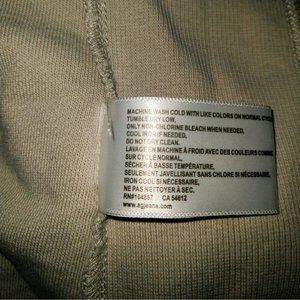 MACHINE WASH COLD WITH LIKE COLORS ON NORMAL CYCLE
TUMBLE DRY LOW,
ONLY NON-CHLORINE BLEACH WHEN NEEDED,
COOL IRON IF NEEDED,
DO NOT DRY CLEAN.
LAVAGE EN MACHINE À FROID AVEC DES COULEURS COMME
SUR CYCLE NORMAL,
SÉCHER À BASSE TEMPÉRATURE,
SEULEMENT JAVELLISANT SANS CHLORE SI NÉCESSAIRE,
IRON COOL SI NÉCESSAIRE,
NE PAS NETTOYER À SEC.
RN#104857 CA 54612
www.agjeans.com